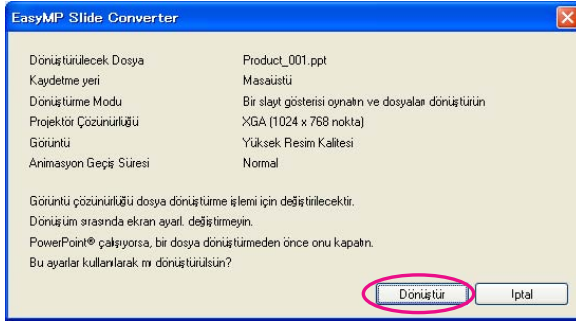 EasyMP Slide Converter
Dönüştürülecek Dosya Product_001.ppt
Kaydetme yeri Masaüstü
Dönüştürme Modu Bir slayt gösterisi oynatın ve dosyaları dönüştürün
Projektör Çözünürlüğü XGA (1024 x 768 nokta)
Görüntü Yüksek Resim Kalitesi
Animasyon Geçiş Süresi Normal
Görüntü çözünürlüğü dosya dönüştürme işlemi için değiştirilecektir.
Dönüşüm sırasında ekran ayarl. değiştirmeyin.
PowerPoint® çalışıyorsa, bir dosya dönüştürmeden önce onu kapatın.
Bu ayarlar kullanılarak mı dönüştürülsün?
Dönüştür Iptal